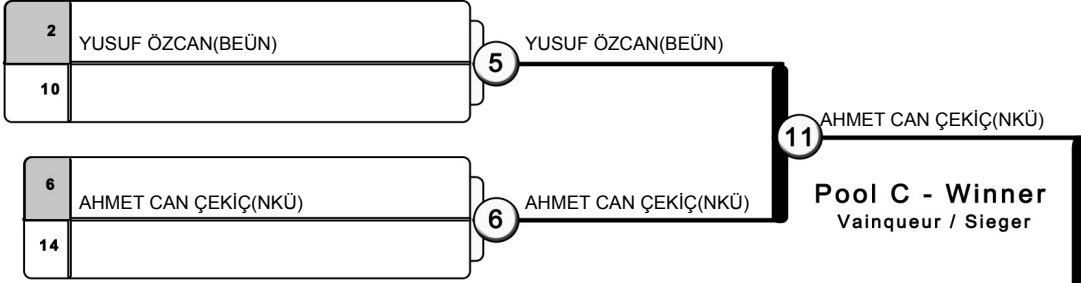 2
YUSUF ÖZCAN(BEÜN)
10
5
YUSUF ÖZCAN(BEÜN)
6
AHMET CAN ÇEKİÇ(NKÜ)
14
6
AHMET CAN ÇEKİÇ(NKÜ)
11
AHMET CAN ÇEKİÇ(NKÜ)
Pool C - Winner
Vainqueur / Sieger